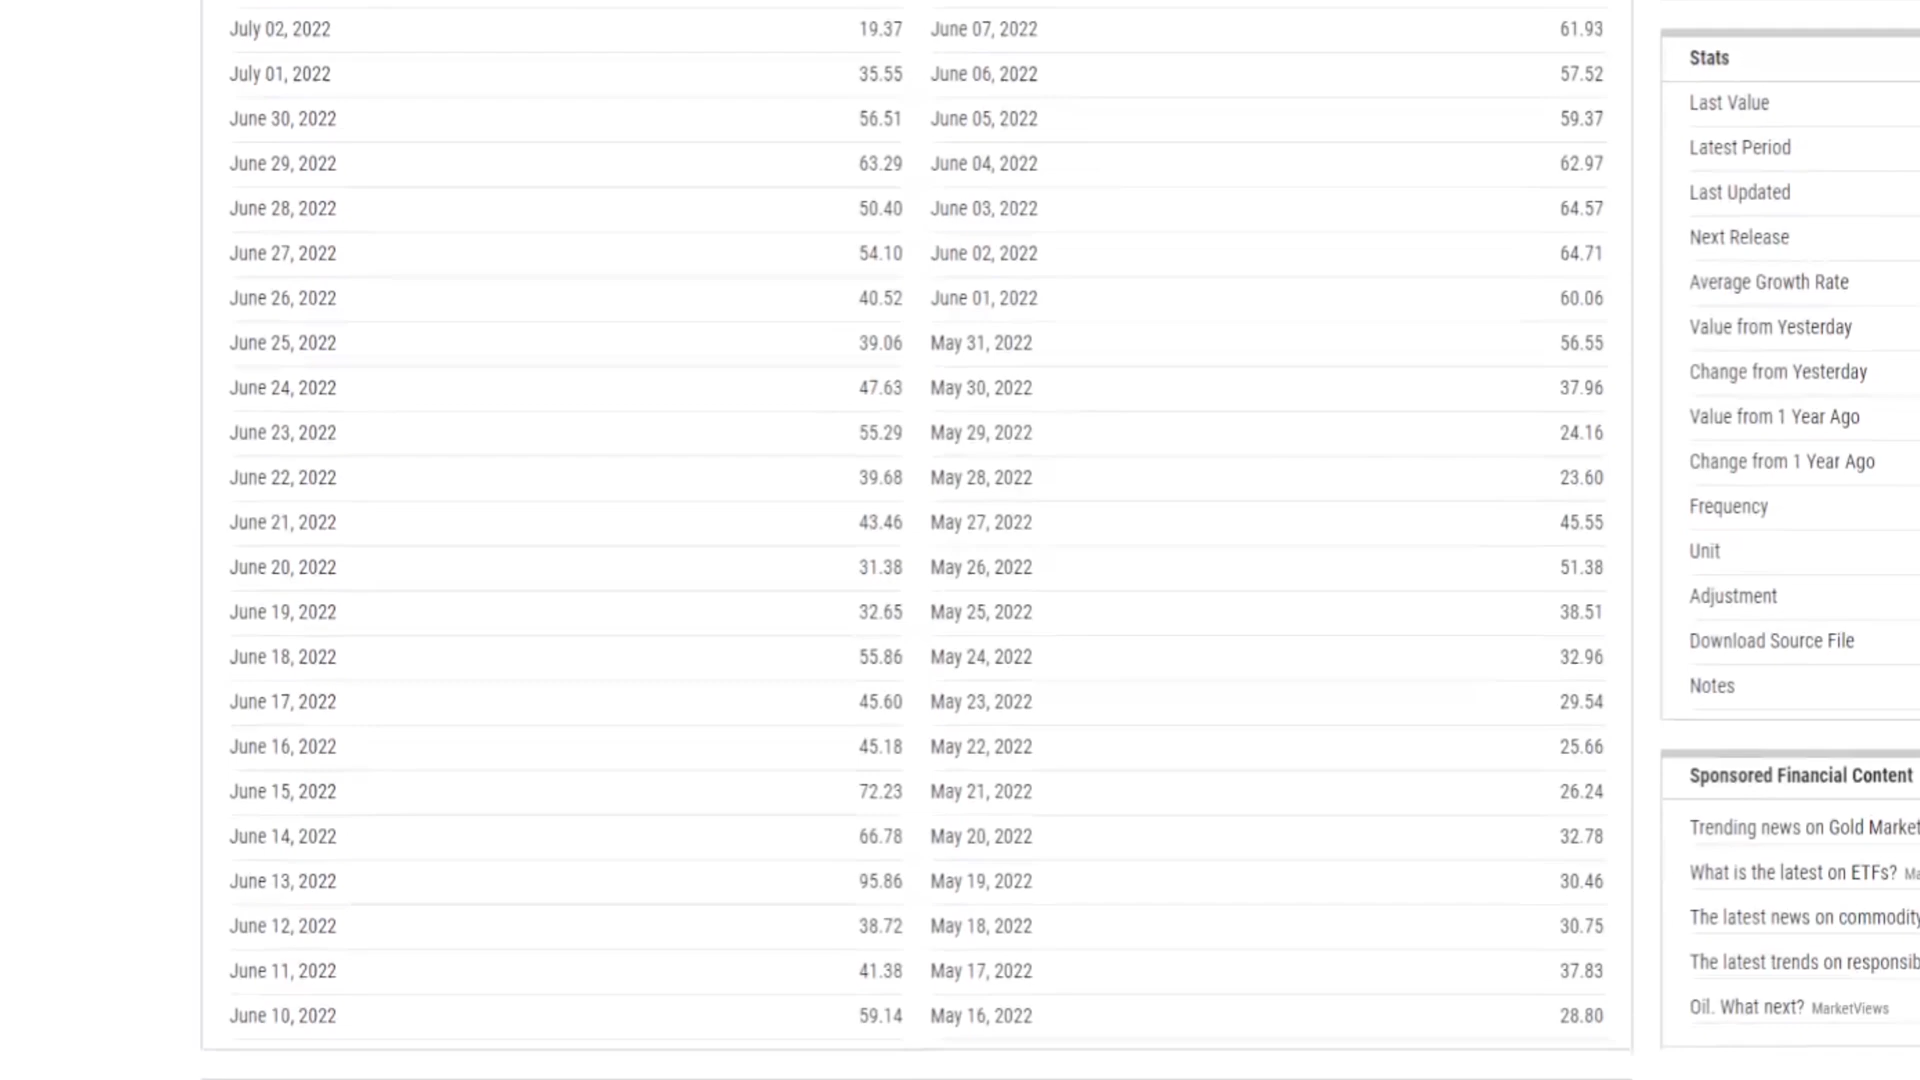 July 02, 2022 19.37 June 07, 2022 61.93
July 01, 2022 35.55 June 06, 2022 57.52
June 30, 2022 56.51 June 05, 2022 59.37
June 29, 2022 63.29 June 04, 2022 62.97
June 28, 2022 50.40 June 03, 2022 64.57
June 27, 2022 54.10 June 02, 2022 64.71
June 26, 2022 40.52 June 01, 2022 60.06
June 25, 2022 39.06 May 31, 2022 56.55
June 24, 2022 47.63 May 30, 2022 37.96
June 23, 2022 55.29 May 29, 2022 24.16
June 22, 2022 39.68 May 28, 2022 23.60
June 21, 2022 43.46 May 27, 2022 45.55
June 20, 2022 31.38 May 26, 2022 51.38
June 19, 2022 32.65 May 25, 2022 38.51
June 18, 2022 55.86 May 24, 2022 32.96
June 17, 2022 45.60 May 23, 2022 29.54
June 16, 2022 45.18 May 22, 2022 25.66
June 15, 2022 72.23 May 21, 2022 26.24
June 14, 2022 66.78 May 20, 2022 32.78
June 13, 2022 95.86 May 19, 2022 30.46
June 12, 2022 38.72 May 18, 2022 30.75
June 11, 2022 41.38 May 17, 2022 37.83
June 10, 2022 59.14 May 16, 2022 28.80
Stats
Last Value
Latest Period
Last Updated
Next Release
Average Growth Rate
Value from Yesterday
Change from Yesterday
Value from 1 Year Ago
Change from 1 Year Ago
Frequency
Unit
Adjustment
Download Source File
Notes
Sponsored Financial Content
Trending news on Gold Market
What is the latest on ETFs? Ma
The latest news on commodity
The latest trends on responsib
Oil. What next? MarketViews